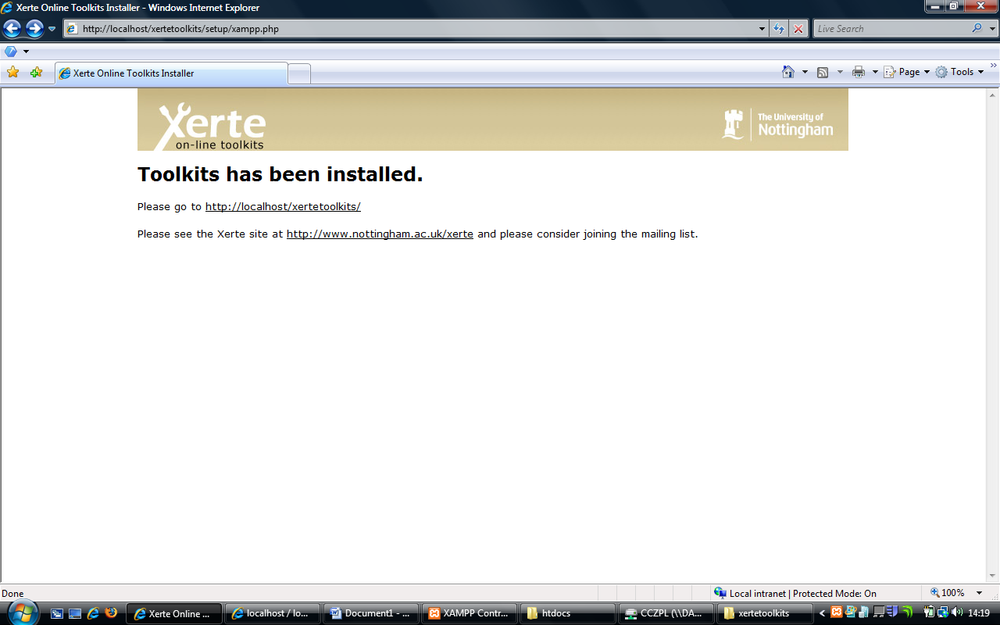 Xerte Online Toolkits Installer - Windows Internet Explorer
http://localhost/xertetoolkits/setup/xampp.php
Live Search
Xerte Online Toolkits Installer
Page
Tools
Xerte
on-line toolkits
The University of
Nottingham
Toolkits has been installed.
Please go to http://localhost/xertetoolkits/
Please see the Xerte site at http://www.nottingham.ac.uk/xerte and please consider joining the mailing list.
Done
Local intranet | Protected Mode: On
100%
Xerte Online ...
localhost / lo...
Document1 - ...
XAMPP Contr...
htdocs
CCZPL (\\DA...
xertetoolkits
14:19